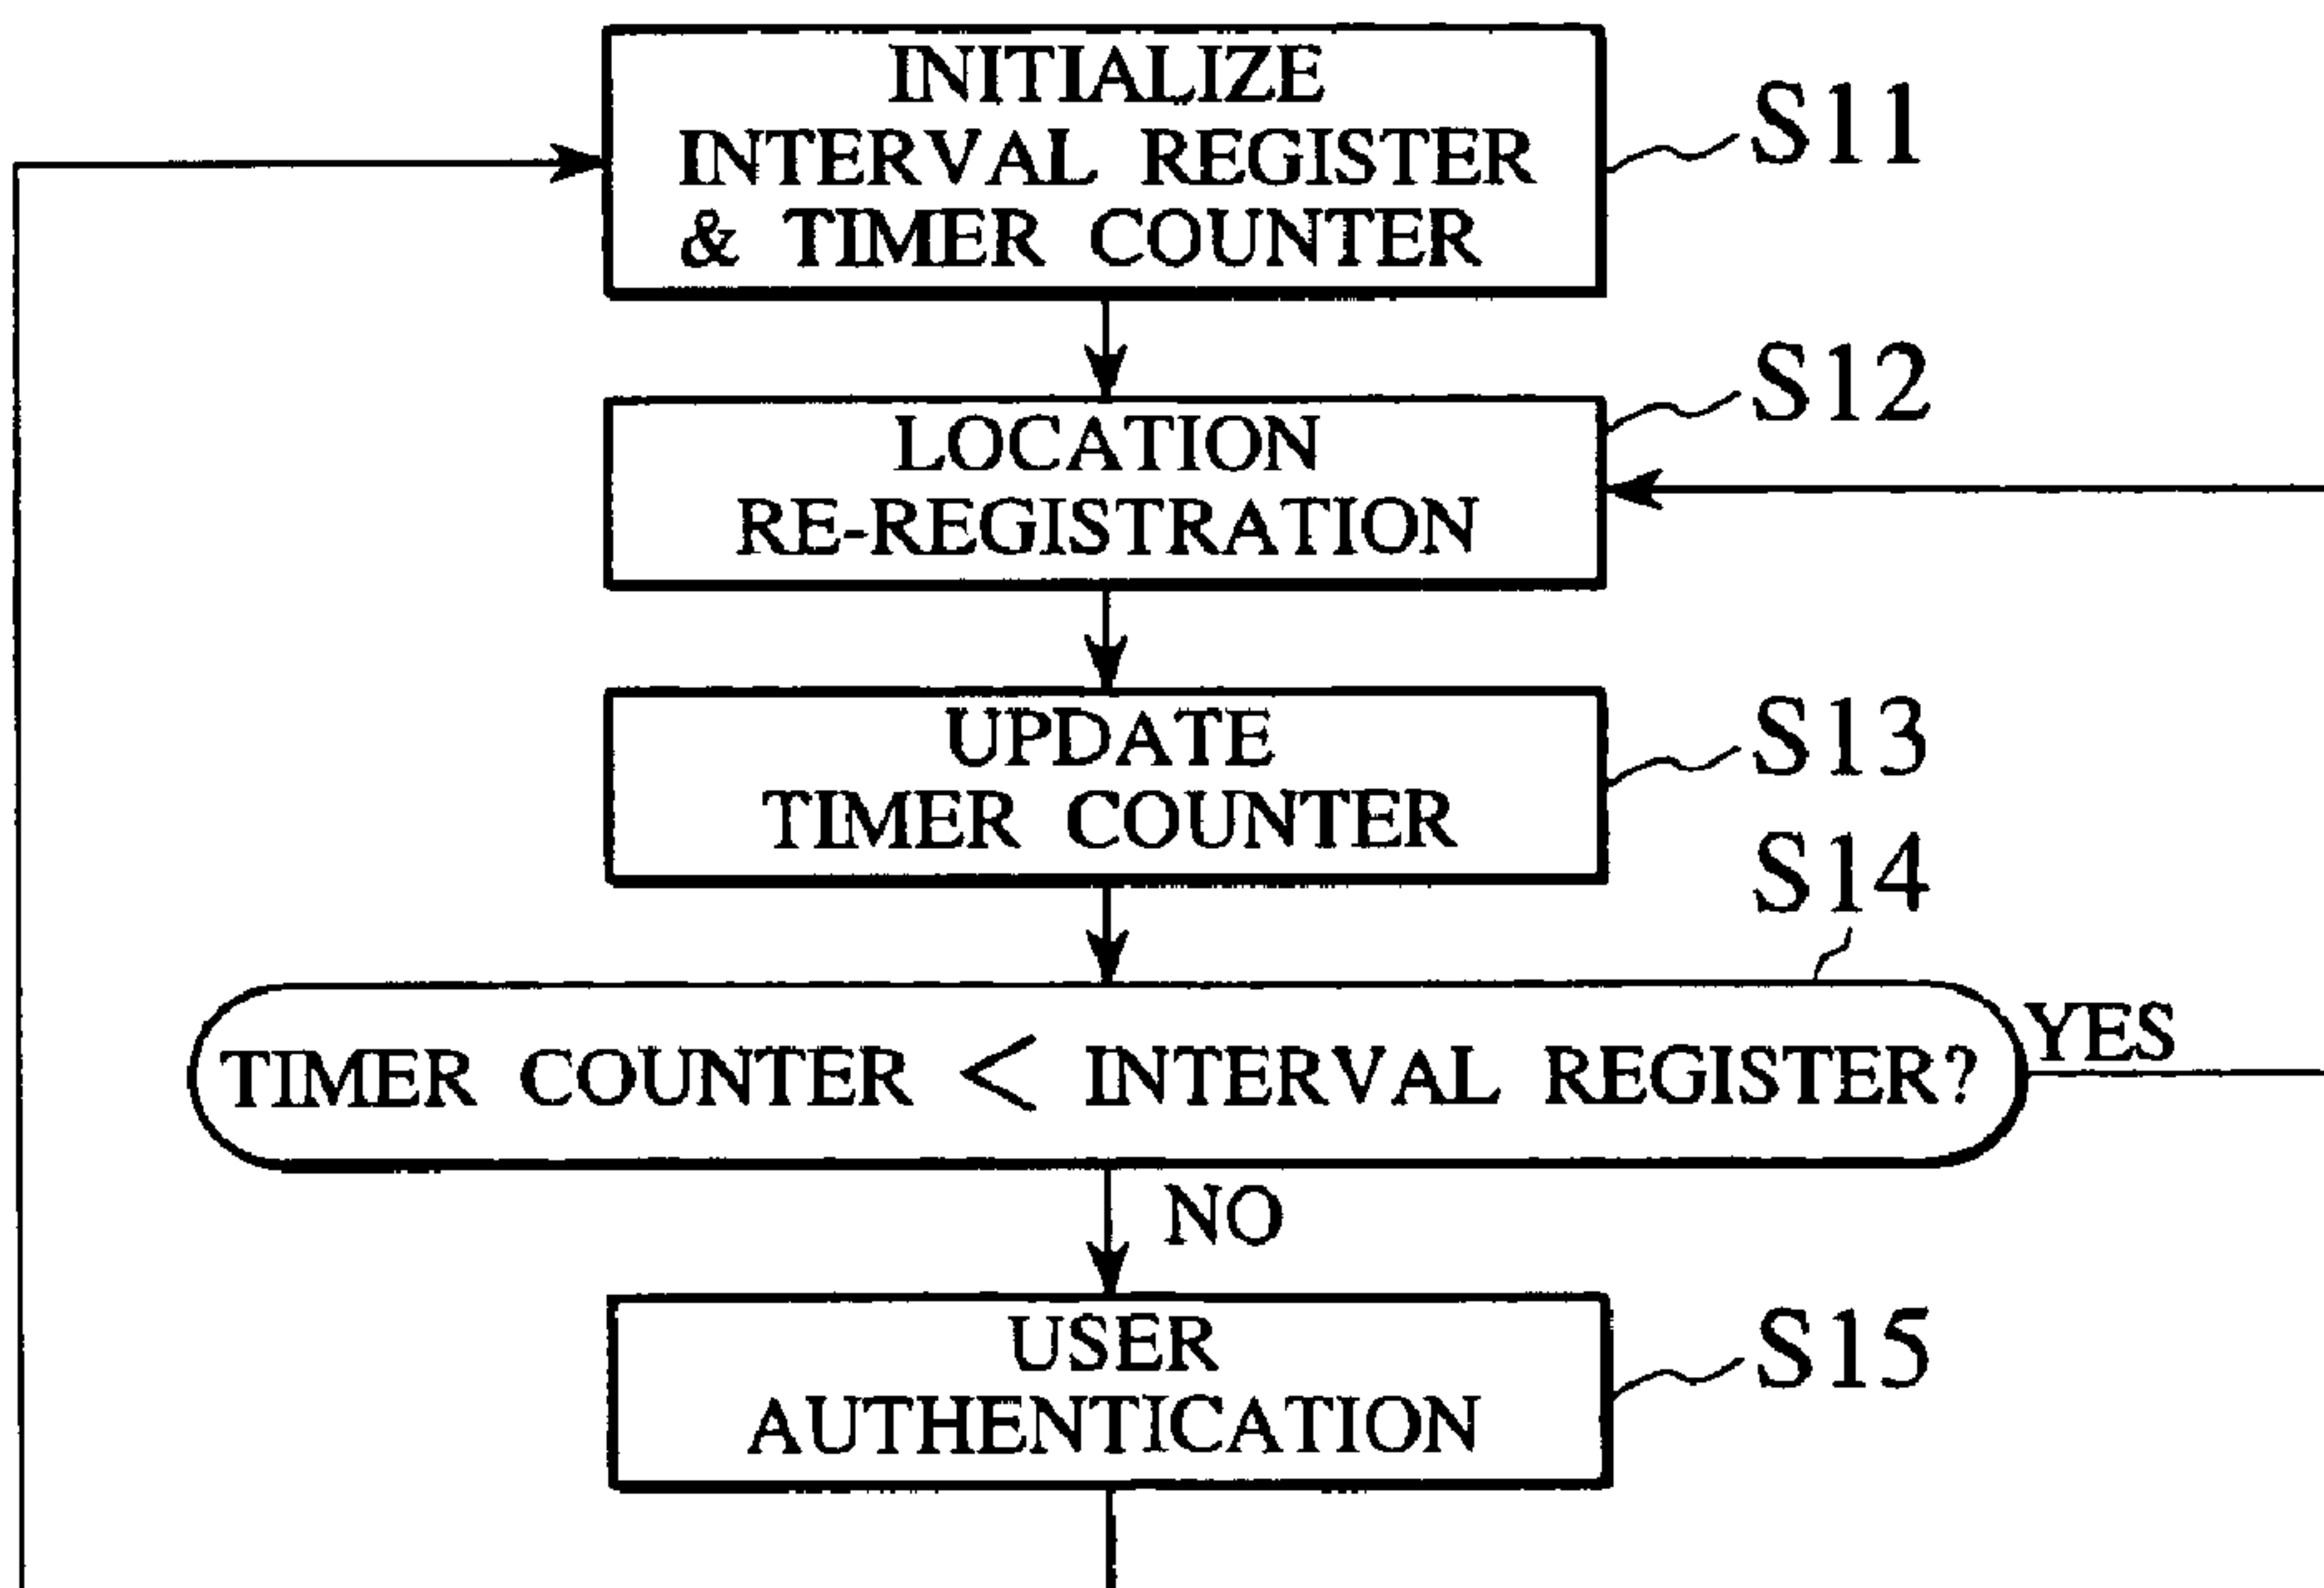 INITIALIZE
INTERVAL REGISTER
& TIMER COUNTER
S11
LOCATION
RE-REGISTRATION
S12
UPDATE
TIMER COUNTER
S13
S14
TIMER COUNTER < INTERVAL REGISTER?
YES
NO
USER
AUTHENTICATION
S15